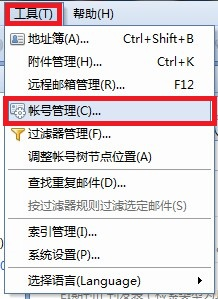 工具(T) 帮助(H)
地址簿(A)... Ctrl+Shift+B
附件管理(H)... Ctrl+K
远程邮箱管理(R)... F12
帐号管理(C)...
过滤器管理(F)...
调整帐号树节点位置(A)
查找重复邮件(D)...
按过滤器规则过滤选定邮件(S)
索引管理(I)...
系统设置(P)...
选择语言(Language)